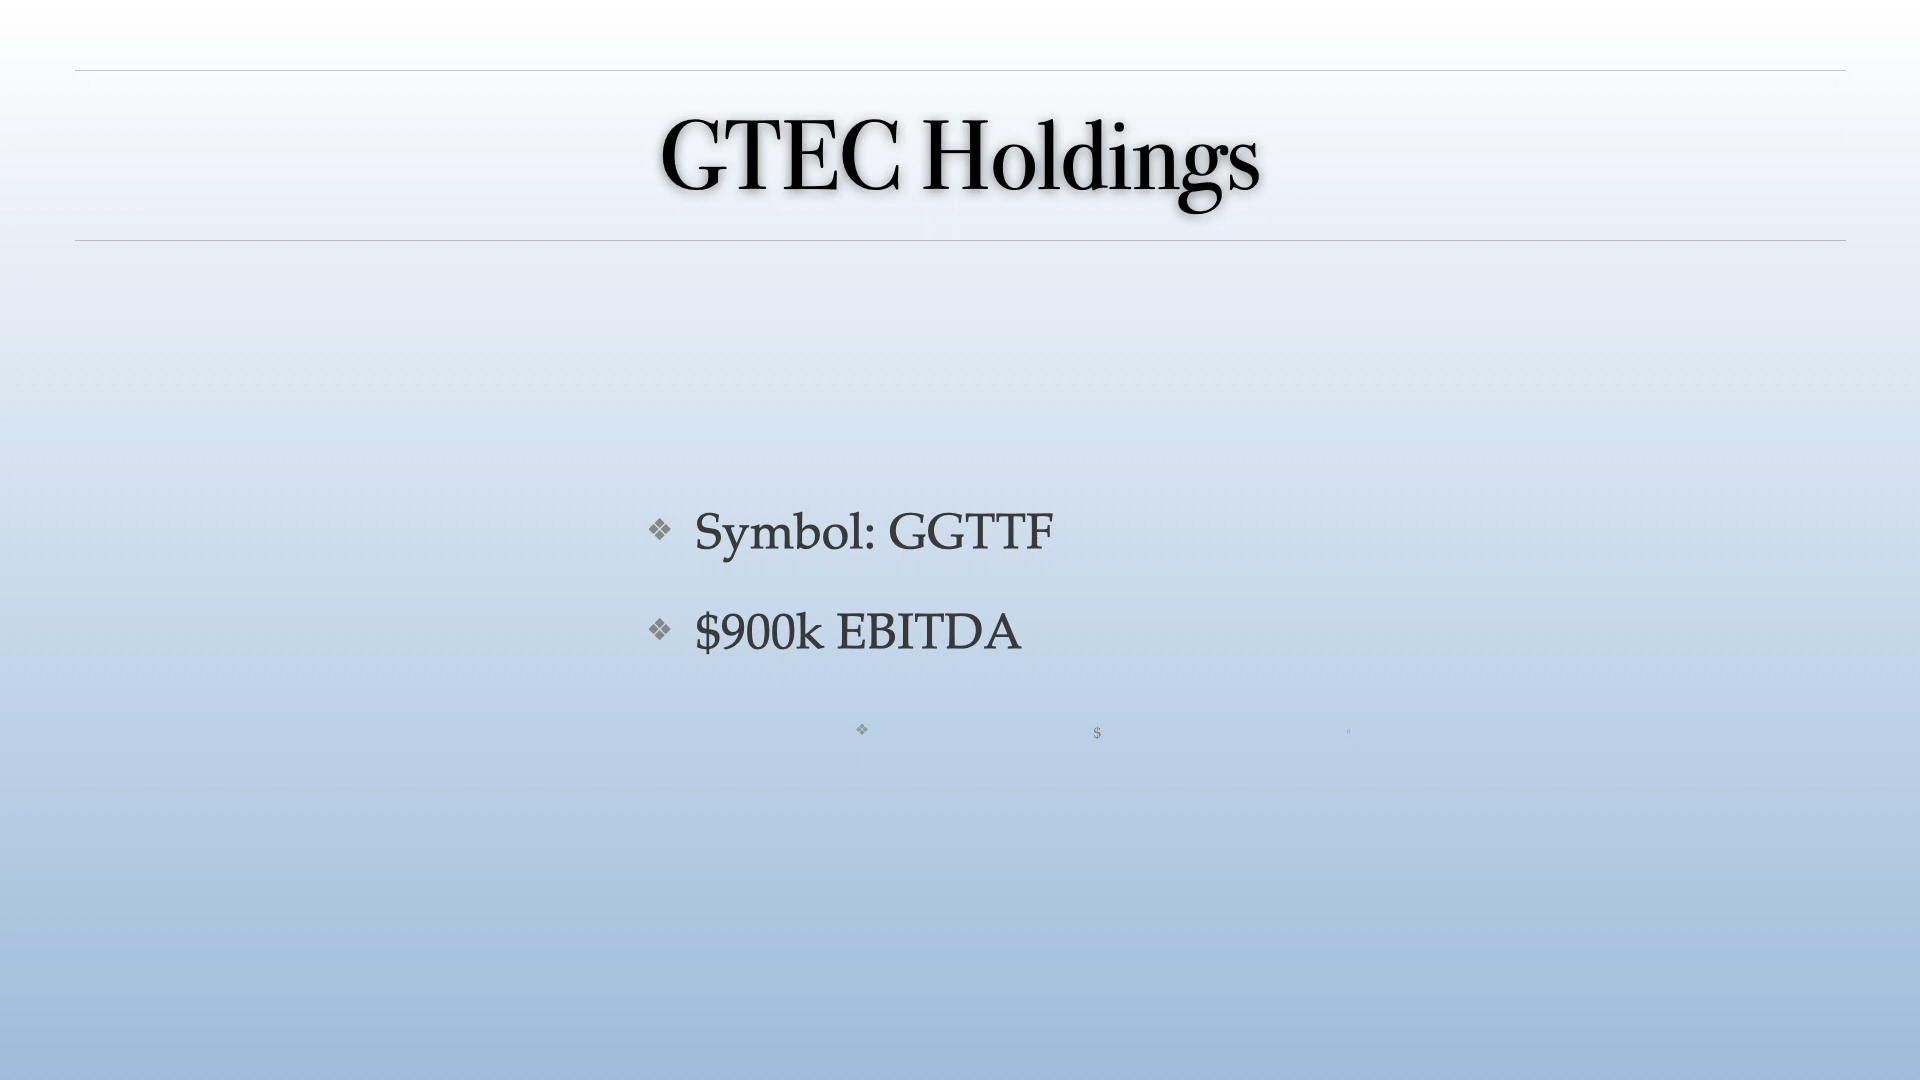 GTEC Holdings
❖ Symbol: GGTTF
❖ $900k EBITDA
❖ $